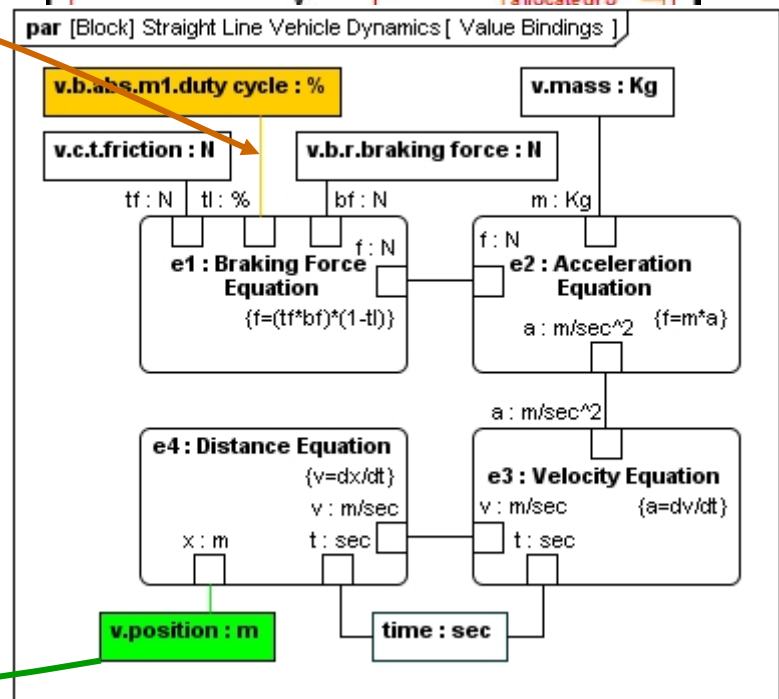 par [Block] Straight Line Vehicle Dynamics [ Value Bindings ]
v.b.abs.m1.duty cycle : %
v.mass : Kg
v.c.t.friction : N
v.b.r.braking force : N
tf : N
tl : %
bf : N
m : Kg
f : N
f : N
e1 : Braking Force
Equation
{f=(tf*bf)*(1-tl)}
e2 : Acceleration
Equation
{f=m*a}
a : m/sec^2
a : m/sec^2
e4 : Distance Equation
{v=dx/dt}
v : m/sec
x : m
t : sec
e3 : Velocity Equation
v : m/sec
{a=dv/dt}
t : sec
v.position : m
time : sec